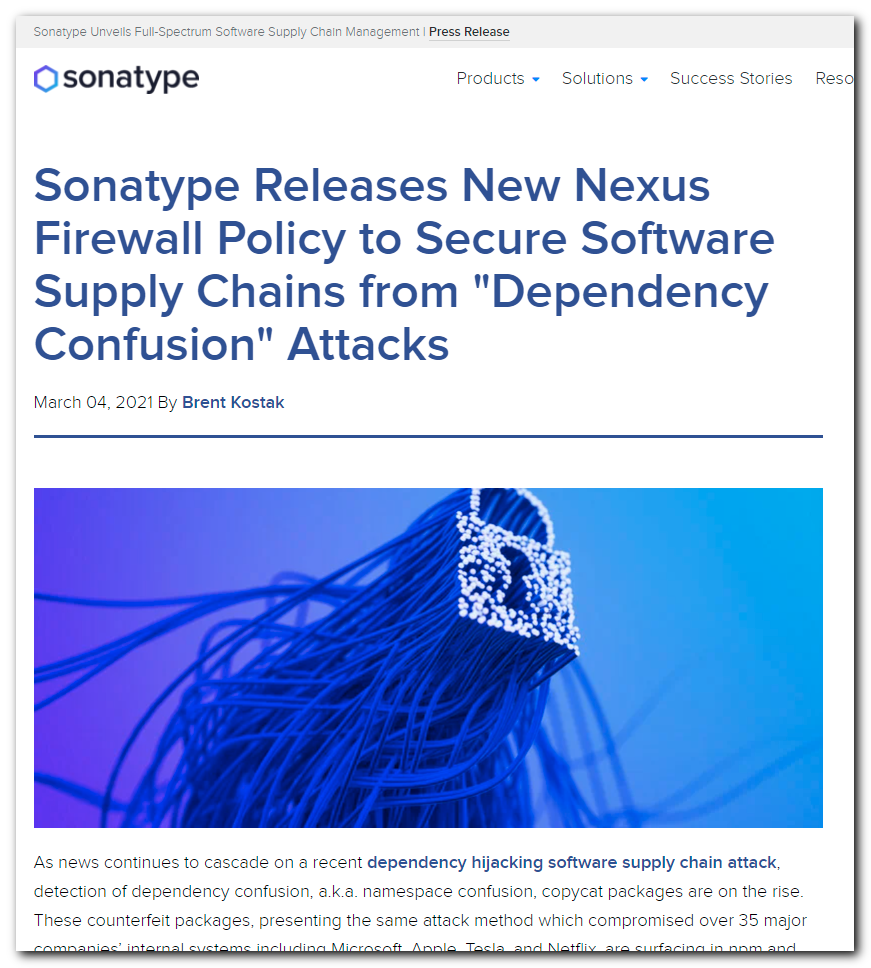 Sonatype Unveils Full-Spectrum Software Supply Chain Management | Press Release
sonatype
Products Solutions Success Stories Reso
Sonatype Releases New Nexus
Firewall Policy to Secure Software
Supply Chains from "Dependency
Confusion" Attacks
March 04, 2021 By Brent Kostak
As news continues to cascade on a recent dependency hijacking software supply chain attack,
detection of dependency confusion, a.k.a. namespace confusion, copycat packages are on the rise.
These counterfeit packages, presenting the same attack method which compromised over 35 major
companies' internal systems including Microsoft, Apple, Tesla, and Netflix, are surfacing in npm and